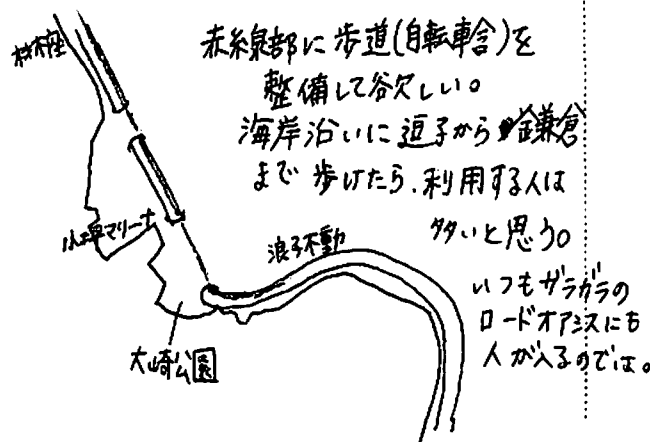 赤線部に歩道(自転車含)を
整備して欲しい。
海岸沿いに逗子から鎌倉
まで歩けたら、利用する人は
多いと思う。
いつもガラガラの
ロードオアシスにも
人が入るのでは。
材木座
小坪マリーナ
浪子不動
大崎公園